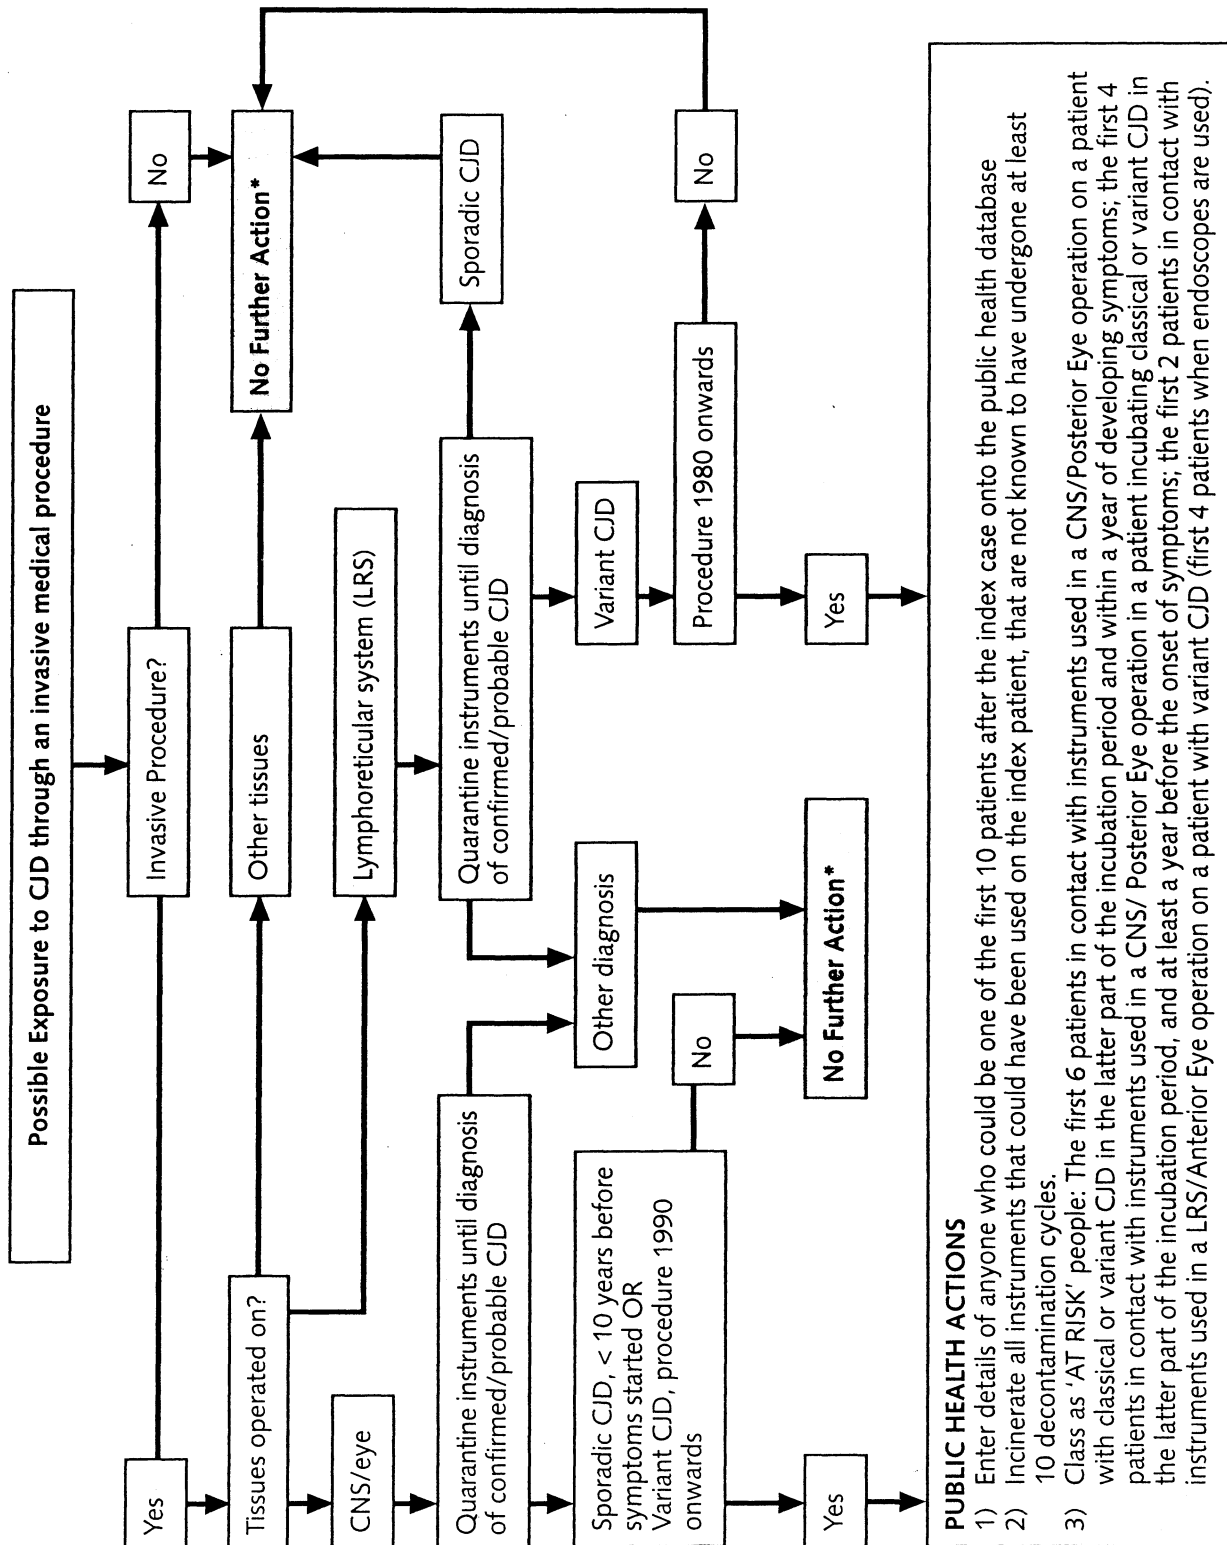 Possible Exposure to CJD through an invasive medical procedure
Yes
Invasive Procedure?
No
Tissues operated on?
Other tissues
No Further Action*
CNS/eye
Lymphoreticular system (LRS)
Quarantine instruments until diagnosis
of confirmed/probable CJD
Quarantine instruments until diagnosis
of confirmed/probable CJD
Sporadic CJD
Sporadic CJD, < 10 years before
symptoms started OR
Variant CJD, procedure 1990
onwards
Other diagnosis
Variant CJD
No
Procedure 1980 onwards
No
Yes
No Further Action*
Yes
PUBLIC HEALTH ACTIONS
1) Enter details of anyone who could be one of the first 10 patients after the index case onto the public health database
2) Incinerate all instruments that could have been used on the index patient, that are not known to have undergone at least
10 decontamination cycles.
3) Class as 'AT RISK' people: The first 6 patients in contact with instruments used in a CNS/Posterior Eye operation on a patient
with classical or variant CJD in the latter part of the incubation period and within a year of developing symptoms; the first 4
patients in contact with instruments used in a CNS/ Posterior Eye operation in a patient incubating classical or variant CJD in
the latter part of the incubation period, and at least a year before the onset of symptoms; the first 2 patients in contact with
instruments used in a LRS/Anterior Eye operation on a patient with variant CJD (first 4 patients when endoscopes are used).